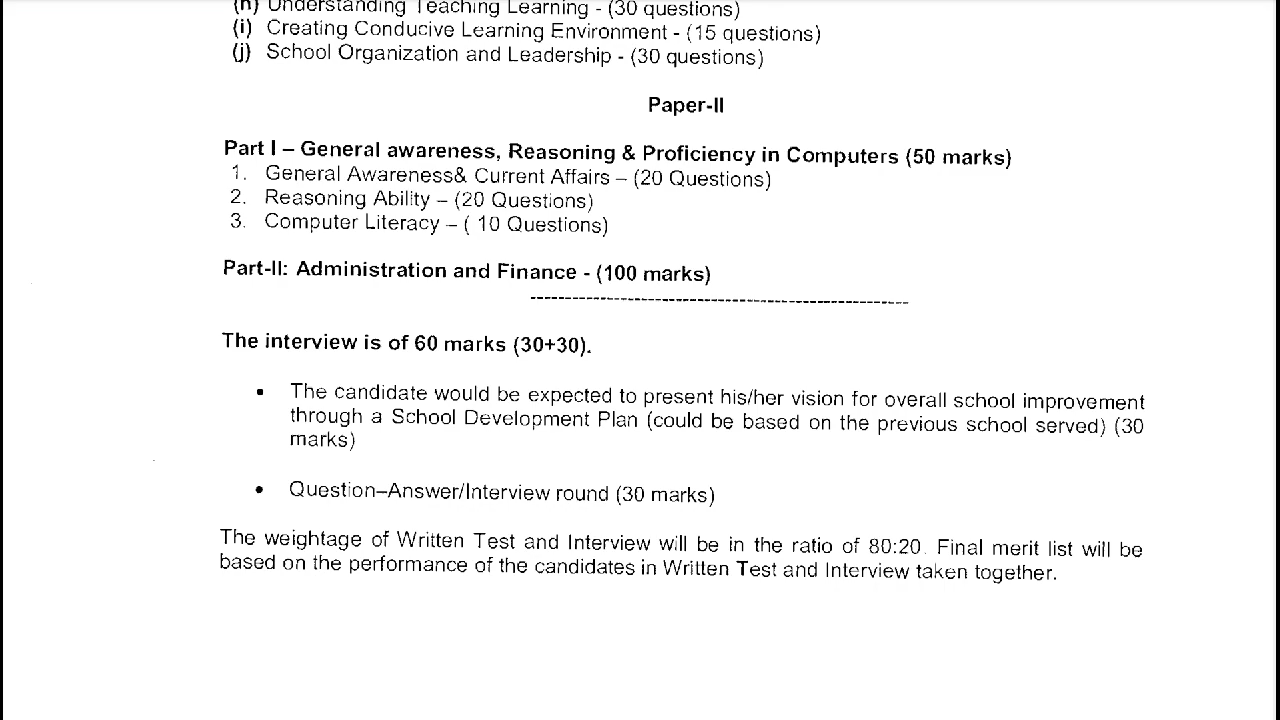 (h) Understanding Teaching Learning - (30 questions)
(i) Creating Conducive Learning Environment - (15 questions)
(j) School Organization and Leadership - (30 questions)
Paper-II
Part I – General awareness, Reasoning & Proficiency in Computers (50 marks)
1. General Awareness& Current Affairs – (20 Questions)
2. Reasoning Ability – (20 Questions)
3. Computer Literacy – ( 10 Questions)
Part-II: Administration and Finance - (100 marks)
--------------------------------------------------------
The interview is of 60 marks (30+30).
• The candidate would be expected to present his/her vision for overall school improvement
through a School Development Plan (could be based on the previous school served) (30
marks)
• Question–Answer/Interview round (30 marks)
The weightage of Written Test and Interview will be in the ratio of 80:20. Final merit list will be
based on the performance of the candidates in Written Test and Interview taken together.